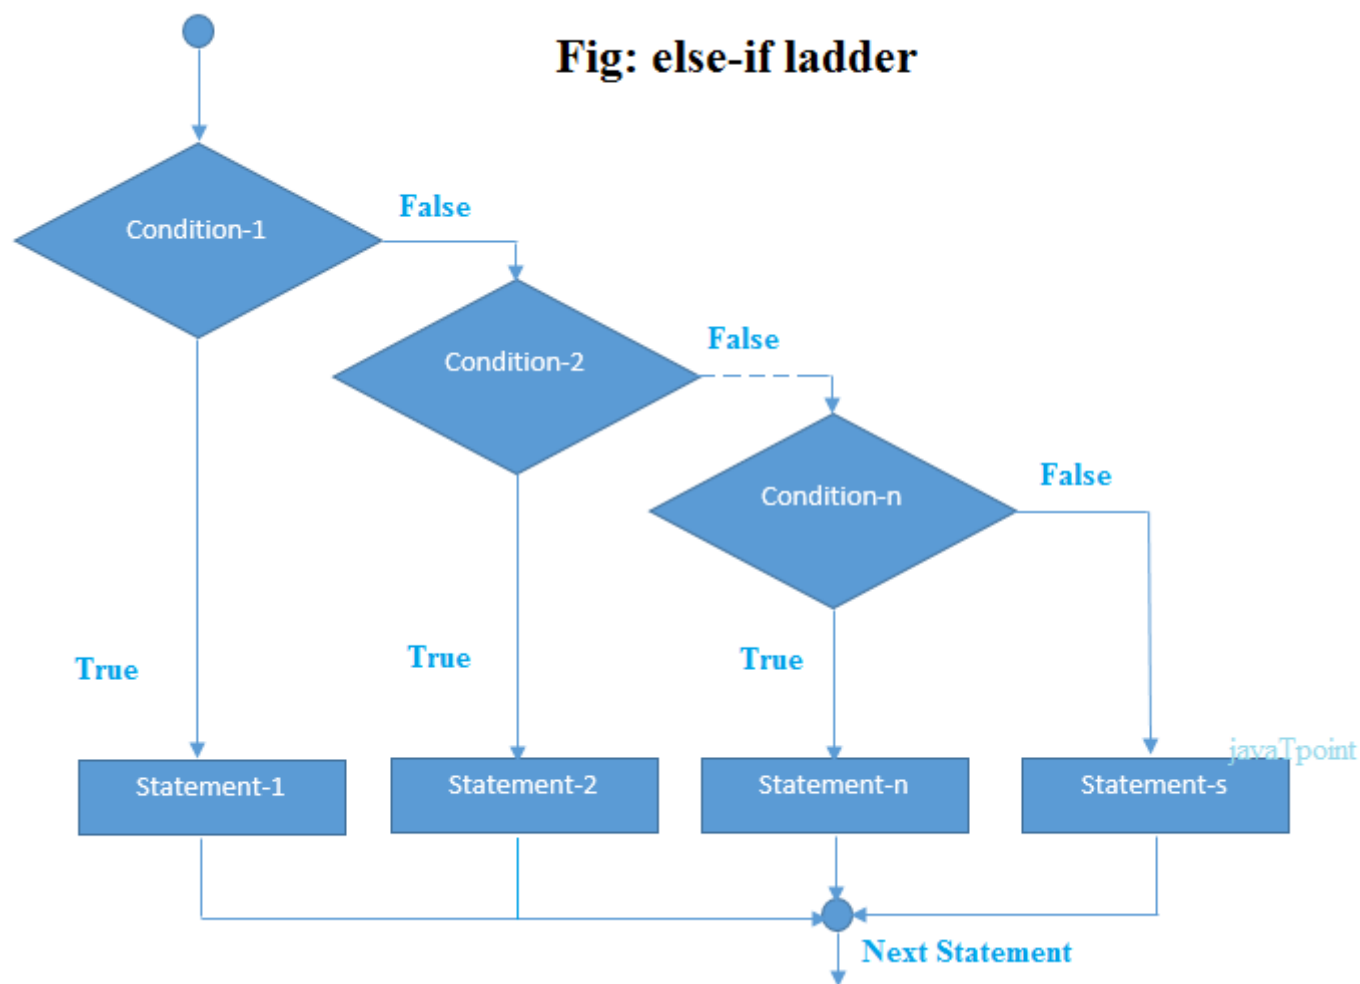 Fig: else-if ladder
Condition-1
False
Condition-2
False
Condition-n
False
True
True
True
javaTpoint
Statement-1
Statement-2
Statement-n
Statement-s
Next Statement